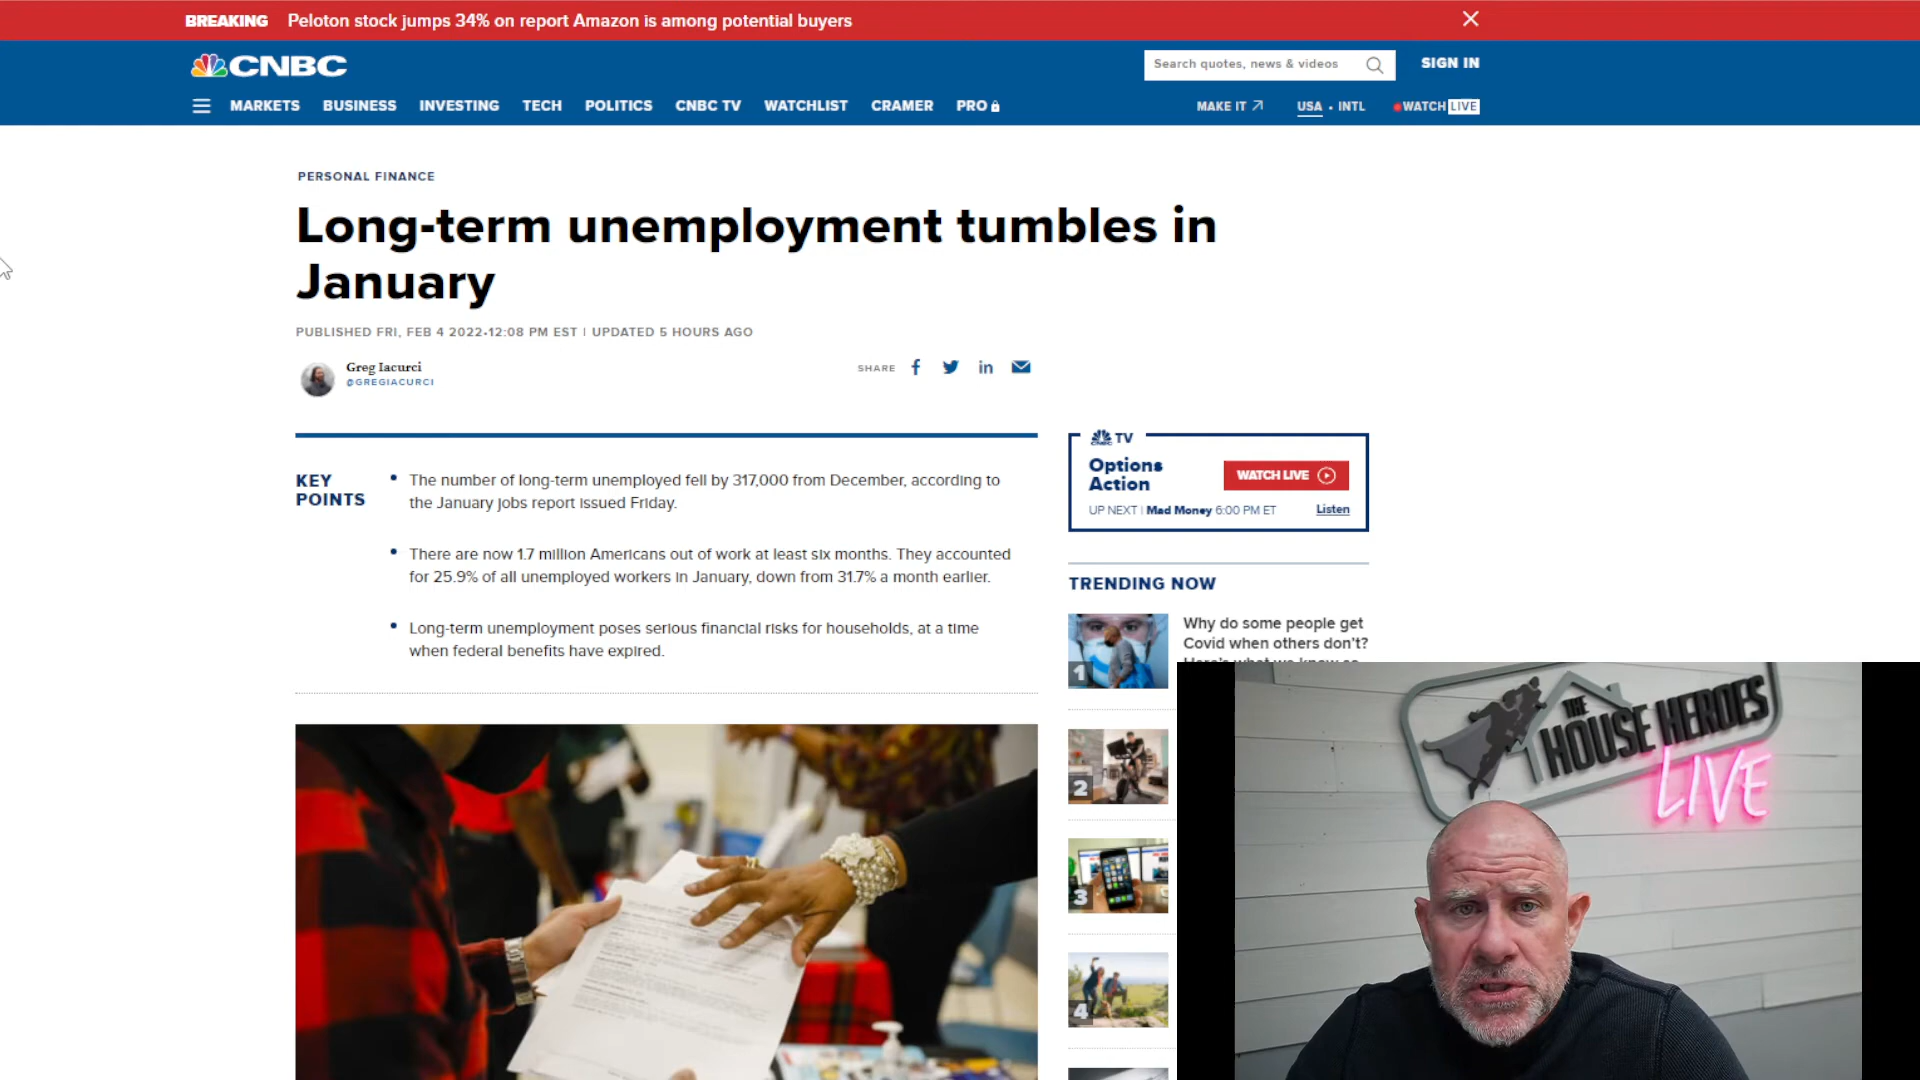 BREAKING Peloton stock jumps 34% on report Amazon is among potential buyers
CNBC
Search quotes, news & videos
SIGN IN
MARKETS BUSINESS INVESTING TECH POLITICS CNBC TV WATCHLIST CRAMER PRO
MAKE IT USA • INTL WATCH LIVE
PERSONAL FINANCE
Long-term unemployment tumbles in
January
PUBLISHED FRI, FEB 4 2022•12:08 PM EST | UPDATED 5 HOURS AGO
Greg Iacurci
@GREGIACURCI
SHARE
KEY
POINTS
• The number of long-term unemployed fell by 317,000 from December, according to
the January jobs report issued Friday.
• There are now 1.7 million Americans out of work at least six months. They accounted
for 25.9% of all unemployed workers in January, down from 31.7% a month earlier.
• Long-term unemployment poses serious financial risks for households, at a time
when federal benefits have expired.
TV
Options
Action
WATCH LIVE
UP NEXT | Mad Money 6:00 PM ET
Listen
TRENDING NOW
1
Why do some people get
Covid when others don't?
Here's what we know so
2
3
4
THE
HOUSE HEROES
LIVE